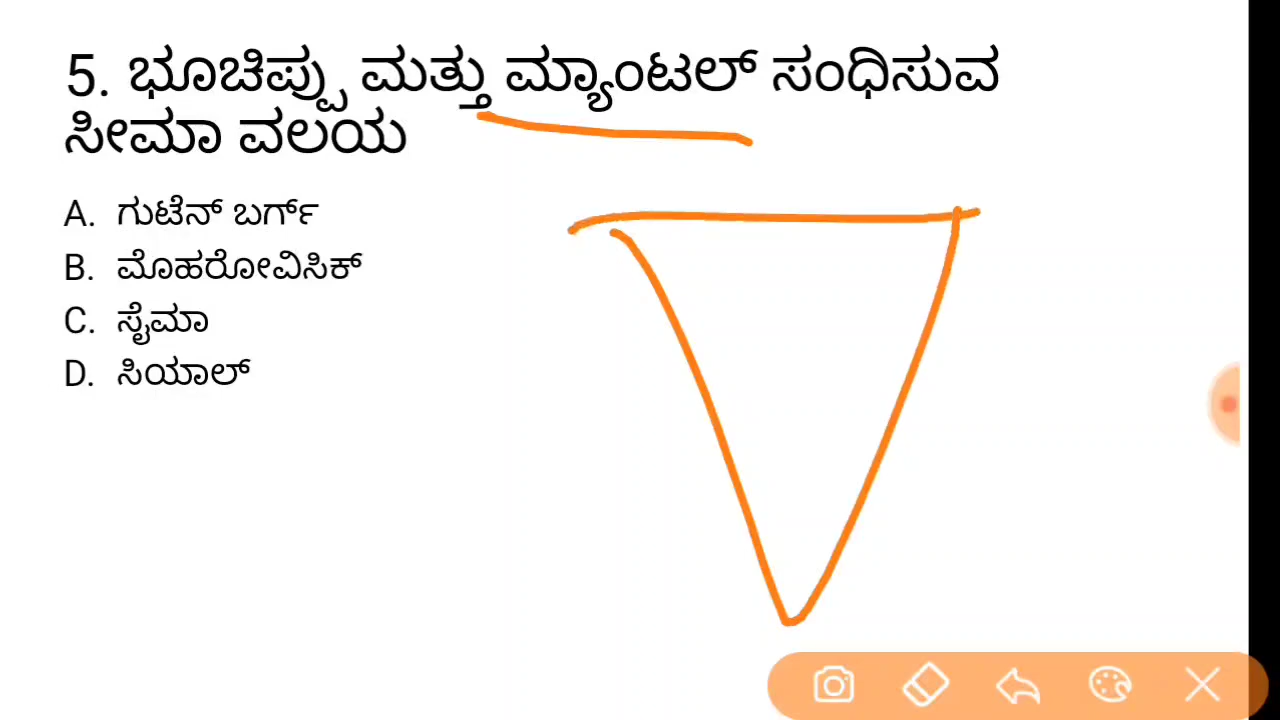 5. ಭೂಚಿಪ್ಪು ಮತ್ತು ಮ್ಯಾಂಟಲ್ ಸಂಧಿಸುವ
ಸೀಮಾ ವಲಯ
A. ಗುಟೆನ್ ಬರ್ಗ್
B. ಮೊಹರೋವಿಸಿಕ್
C. ಸೈಮಾ
D. ಸಿಯಾಲ್